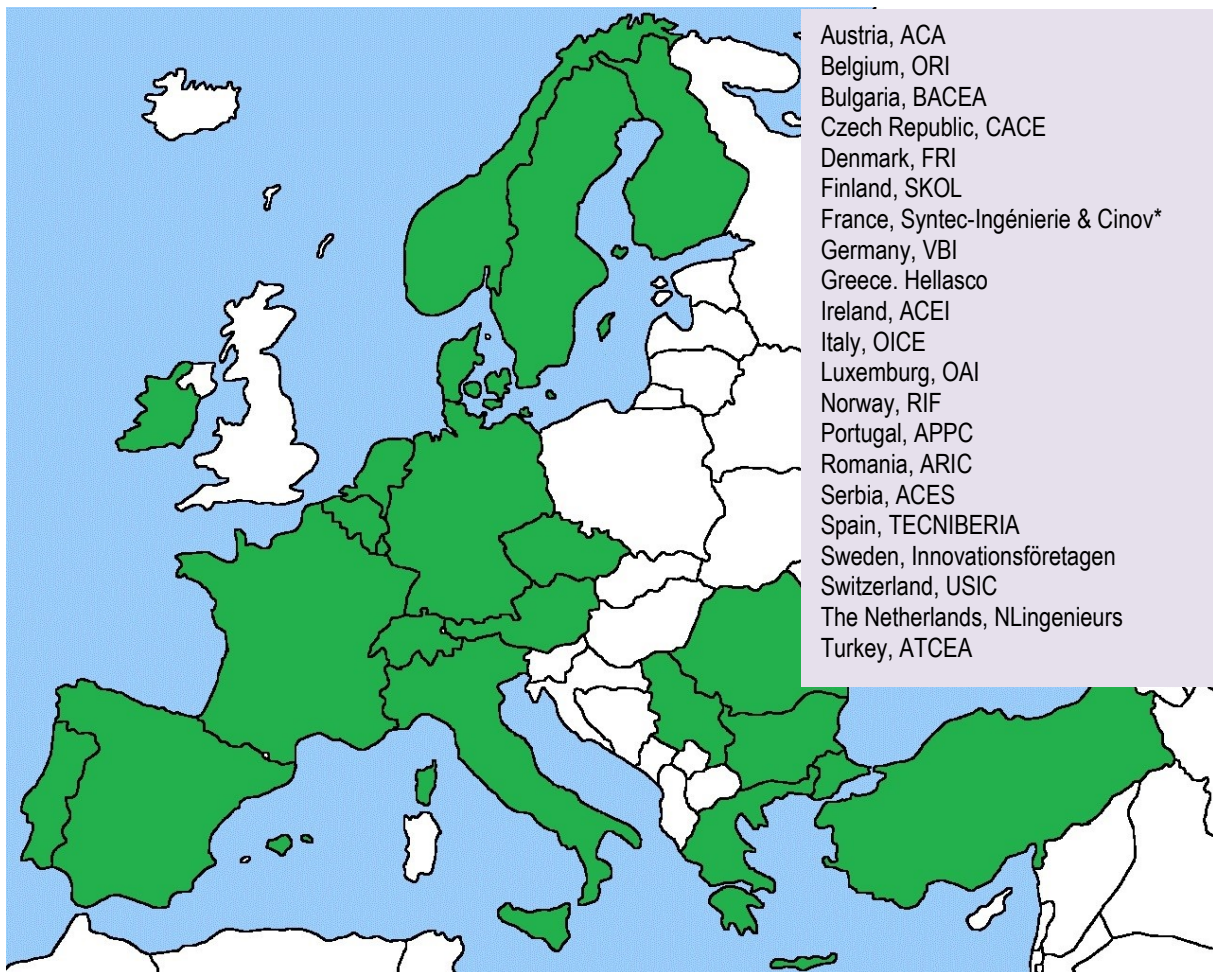 Austria, ACA
Belgium, ORI
Bulgaria, BACEA
Czech Republic, CACE
Denmark, FRI
Finland, SKOL
France, Syntec-Ingénierie & Cinov*
Germany, VBI
Greece. Hellasco
Ireland, ACEI
Italy, OICE
Luxemburg, OAI
Norway, RIF
Portugal, APPC
Romania, ARIC
Serbia, ACES
Spain, TECNIBERIA
Sweden, Innovationsföretagen
Switzerland, USIC
The Netherlands, NLingenieurs
Turkey, ATCEA